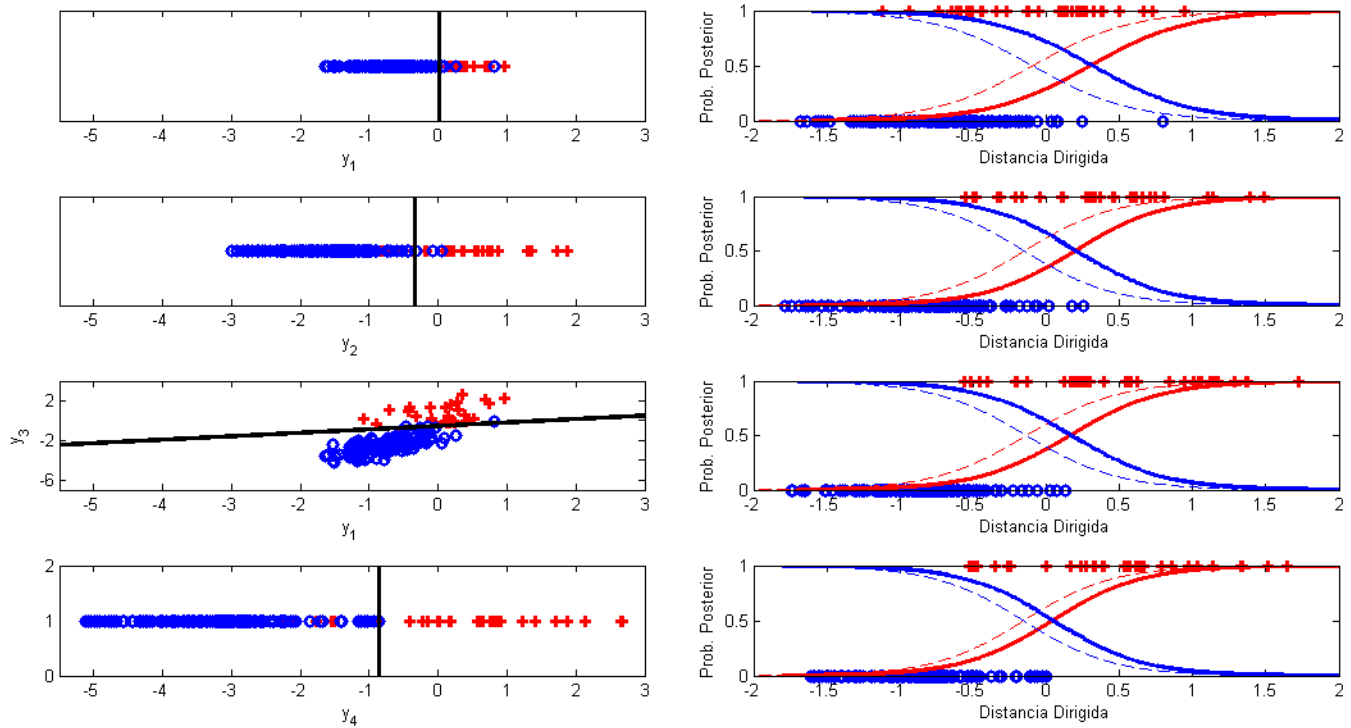 -5 -4 -3 -2 -1 0 1 2 3
y1
1
0.5
0
Prob. Posterior
-2 -1.5 -1 -0.5 0 0.5 1 1.5 2
Distancia Dirigida
-5 -4 -3 -2 -1 0 1 2 3
y2
1
0.5
0
Prob. Posterior
-2 -1.5 -1 -0.5 0 0.5 1 1.5 2
Distancia Dirigida
2
-2
-6
y3
-5 -4 -3 -2 -1 0 1 2 3
y1
1
0.5
0
Prob. Posterior
-2 -1.5 -1 -0.5 0 0.5 1 1.5 2
Distancia Dirigida
2
1
0
-5 -4 -3 -2 -1 0 1 2 3
y4
1
0.5
0
Prob. Posterior
-2 -1.5 -1 -0.5 0 0.5 1 1.5 2
Distancia Dirigida